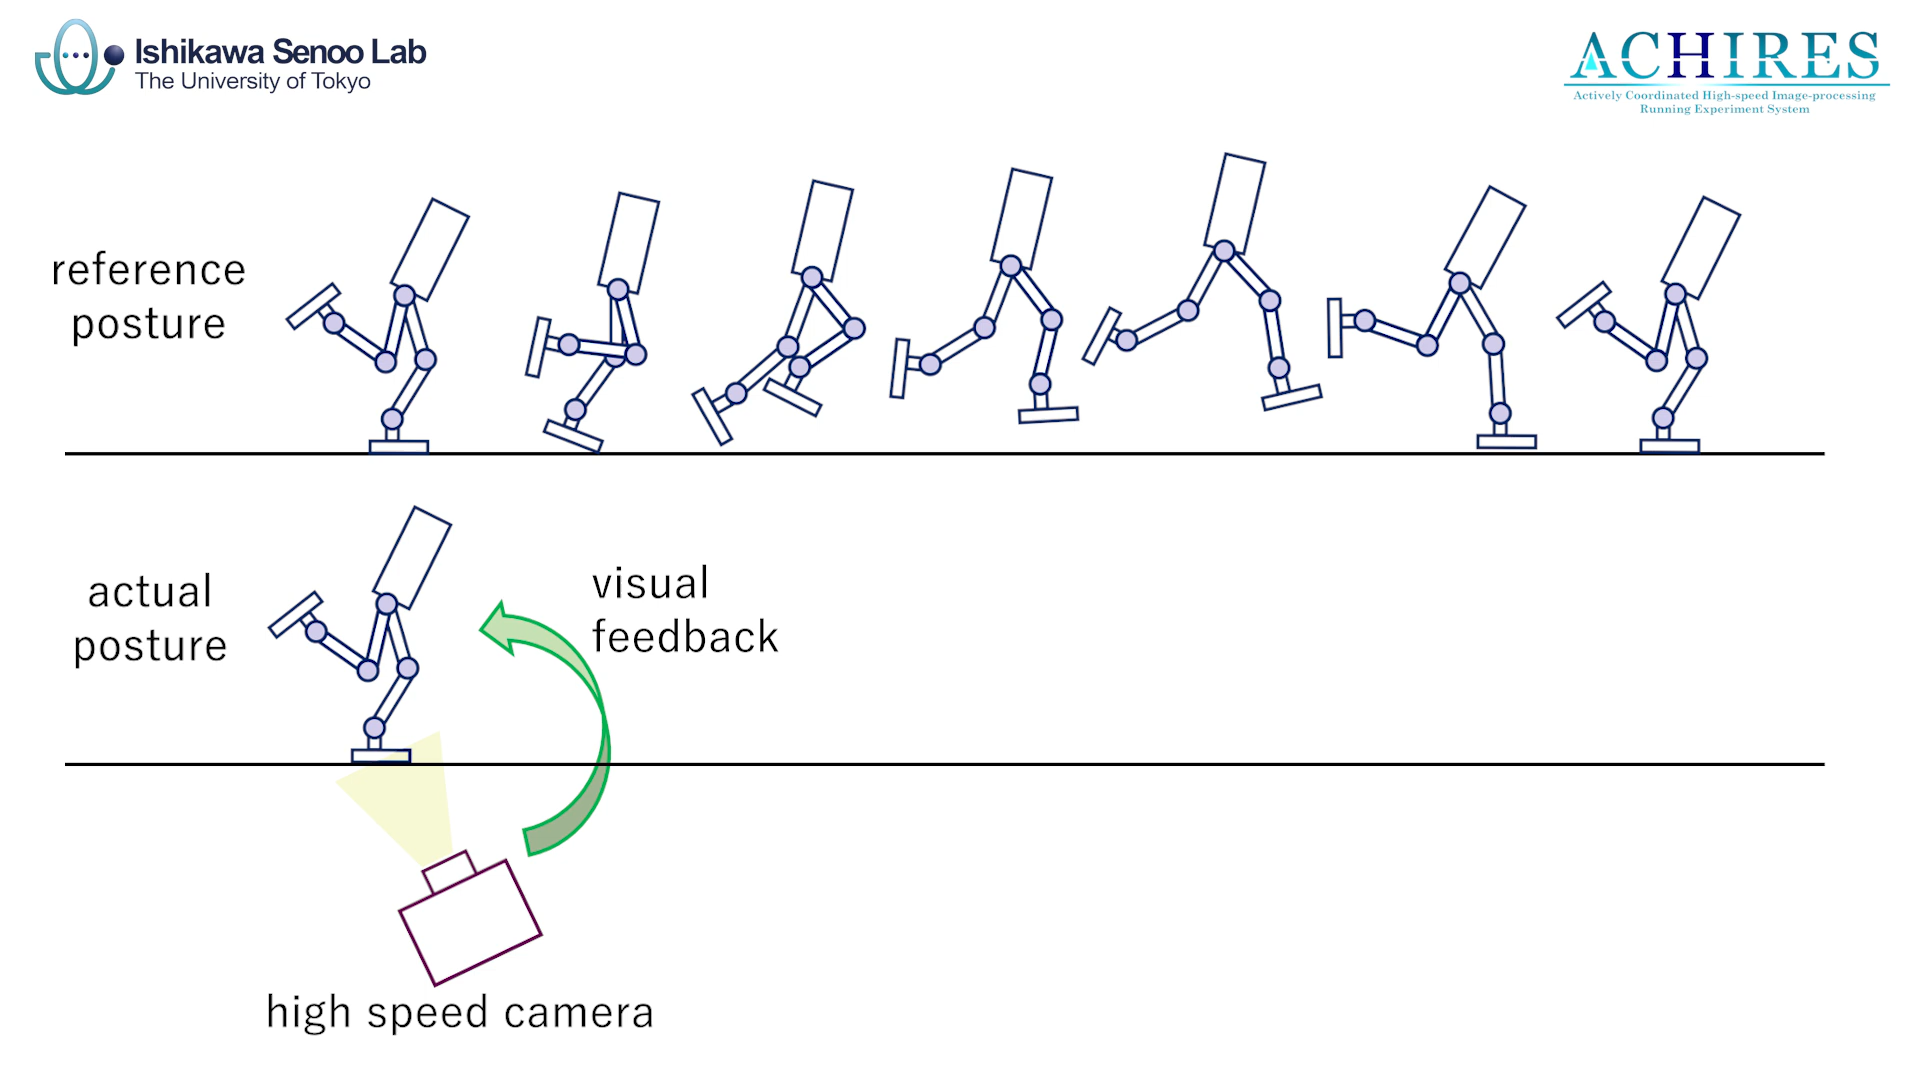 Ishikawa Senoo Lab
The University of Tokyo
ACHIRES
Actively Coordinated High-speed Image-processing
Running Experiment System
reference
posture
actual
posture
visual
feedback
high speed camera